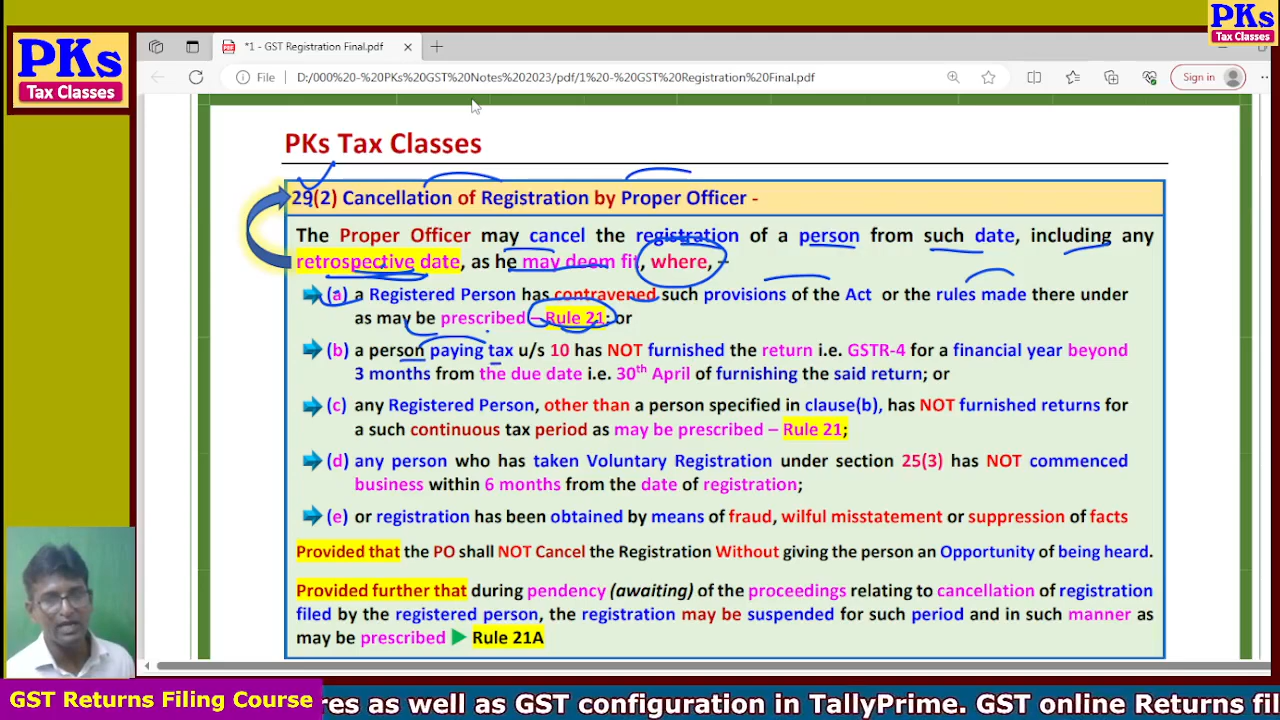 PKs
Tax Classes
PKs
Tax Classes
*1 - GST Registration Final.pdf
File
D:/000%20-%20PKs%20GST%20Notes%202023/pdf/1%20-%20GST%20Registration%20Final.pdf
Sign in
PKs Tax Classes
29(2) Cancellation of Registration by Proper Officer -
The Proper Officer may cancel the registration of a person from such date, including any
retrospective date, as he may deem fit, where, –
(a) a Registered Person has contravened such provisions of the Act or the rules made there under
as may be prescribed – Rule 21; or
(b) a person paying tax u/s 10 has NOT furnished the return i.e. GSTR-4 for a financial year beyond
3 months from the due date i.e. 30th April of furnishing the said return; or
(c) any Registered Person, other than a person specified in clause(b), has NOT furnished returns for
a such continuous tax period as may be prescribed – Rule 21;
(d) any person who has taken Voluntary Registration under section 25(3) has NOT commenced
business within 6 months from the date of registration;
(e) or registration has been obtained by means of fraud, wilful misstatement or suppression of facts
Provided that the PO shall NOT Cancel the Registration Without giving the person an Opportunity of being heard.
Provided further that during pendency (awaiting) of the proceedings relating to cancellation of registration
filed by the registered person, the registration may be suspended for such period and in such manner as
may be prescribed ▶ Rule 21A
GST Returns Filing Course
res as well as GST configuration in TallyPrime. GST online Returns fil